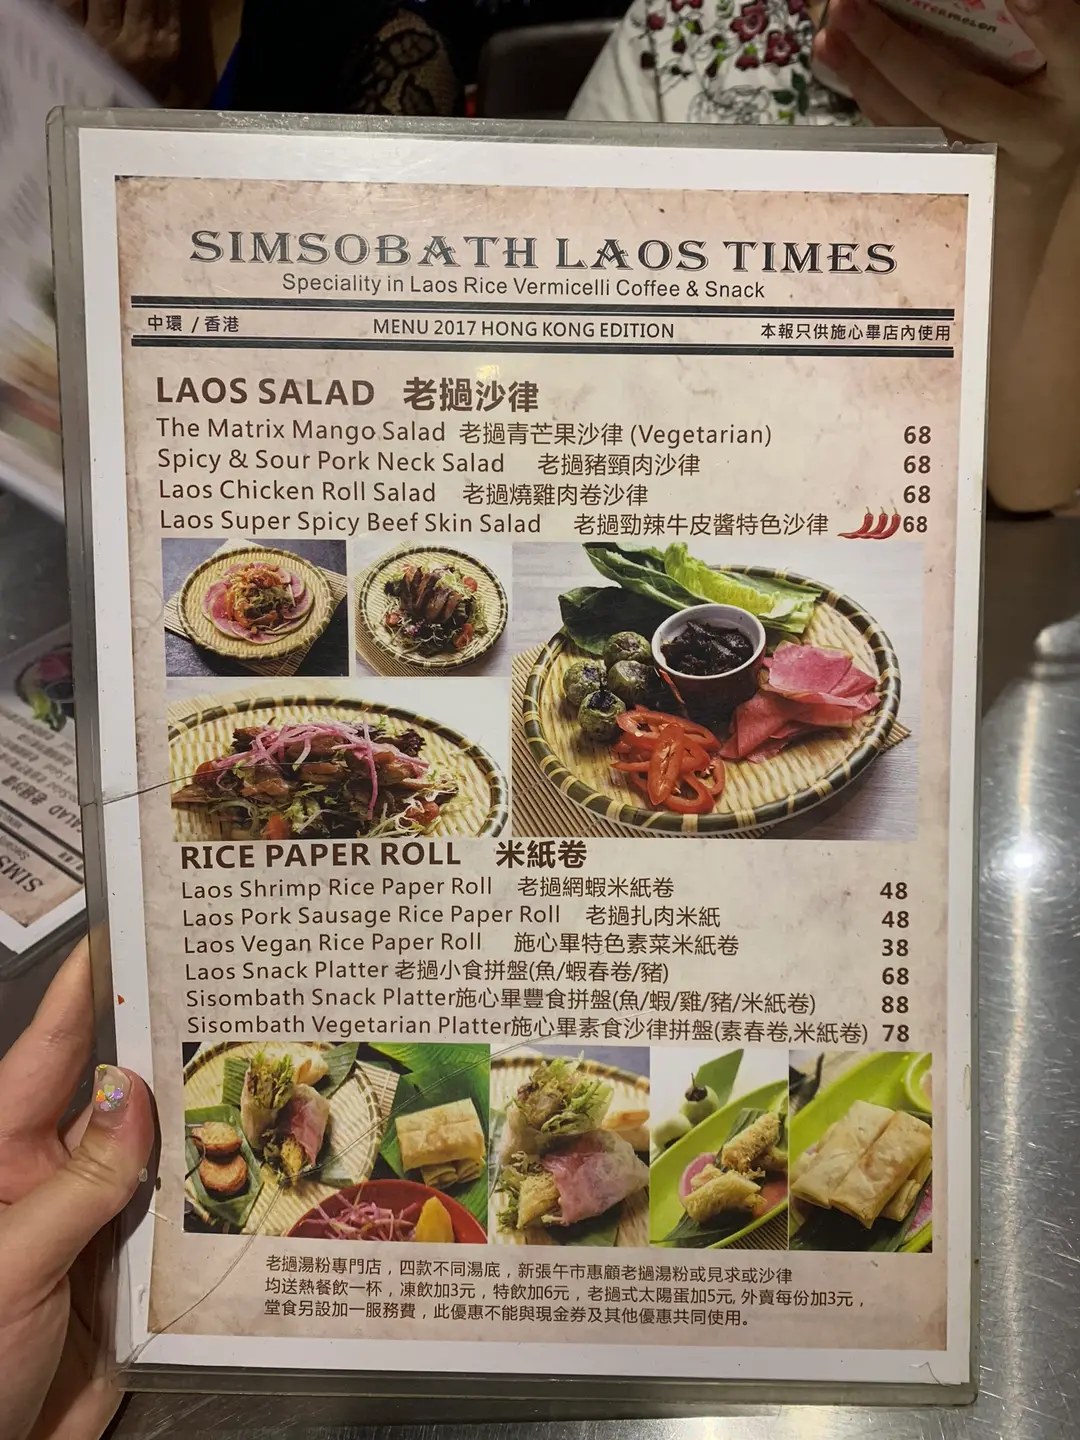 SIMSOBATH LAOS TIMES
Speciality in Laos Rice Vermicelli Coffee & Snack
中環 / 香港 MENU 2017 HONG KONG EDITION 本報只供施心畢店內使用
LAOS SALAD 老撾沙律
The Matrix Mango Salad 老撾青芒果沙律 (Vegetarian) 68
Spicy & Sour Pork Neck Salad 老撾豬頸肉沙律 68
Laos Chicken Roll Salad 老撾燒雞肉卷沙律 68
Laos Super Spicy Beef Skin Salad 老撾勁辣牛皮醬特色沙律 68
RICE PAPER ROLL 米紙卷
Laos Shrimp Rice Paper Roll 老撾網蝦米紙卷 48
Laos Pork Sausage Rice Paper Roll 老撾扎肉米紙 48
Laos Vegan Rice Paper Roll 施心畢特色素菜米紙卷 38
Laos Snack Platter 老撾小食拼盤(魚/蝦春卷/豬) 68
Sisombath Snack Platter施心畢豐食拼盤(魚/蝦/雞/豬/米紙卷) 88
Sisombath Vegetarian Platter施心畢素食沙律拼盤(素春卷,米紙卷) 78
老撾湯粉專門店，四款不同湯底，新張午市惠顧老撾湯粉或見求或沙律
均送熱餐飲一杯，凍飲加3元，特飲加6元，老撾式太陽蛋加5元, 外賣每份加3元，
堂食另設加一服務費，此優惠不能與現金券及其他優惠共同使用。